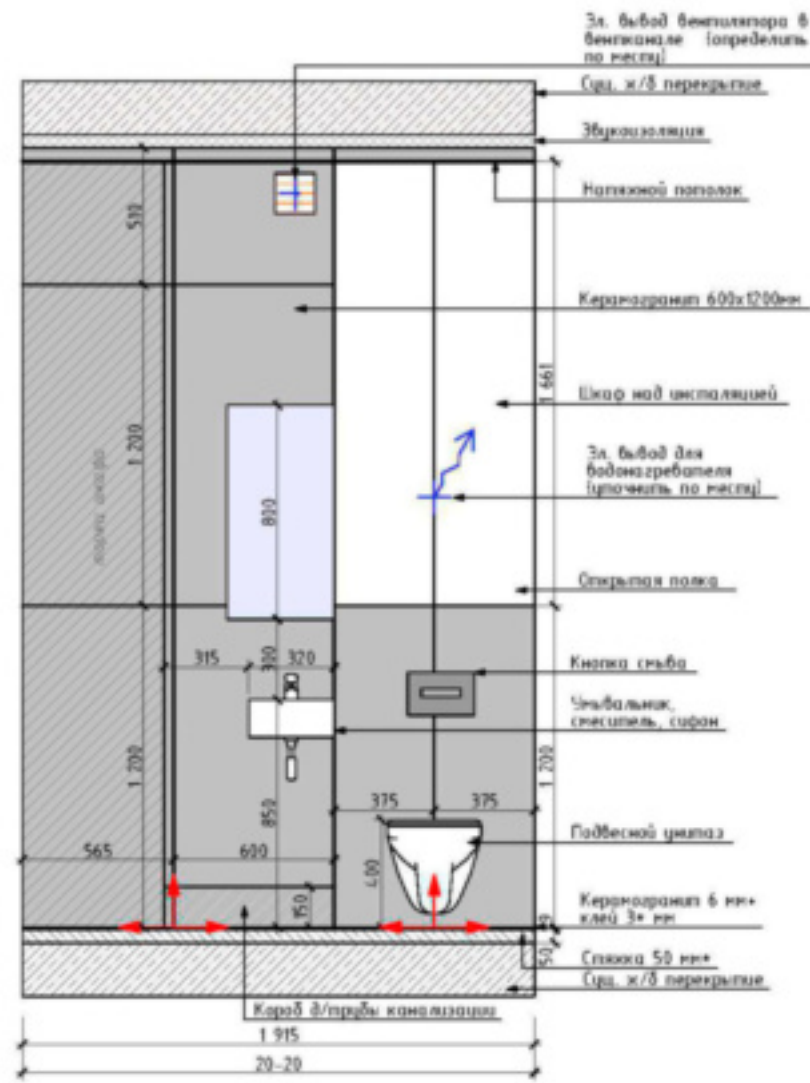 Эл. вывод вентилятора в
вентканале (определить
по месту)
Сущ. ж/б перекрытие
Звукоизоляция
Натяжной потолок
510
Керамогранит 600х1200мм
1 661
Шкаф над инсталяцией
1 200
Эл. вывод для
водонагревателя
(уточнить по месту)
800
Открытая полка
315
300
320
Кнопка смыва
Умывальник,
смеситель, сифон
1 200
1 200
850
375
375
Подвесной унитаз
565
600
400
150
Керамогранит 6 мм+
клей 3+ мм
9
50
Стяжка 50 мм+
Сущ. ж/б перекрытие
Короб д/трубы канализации
1 915
20-20